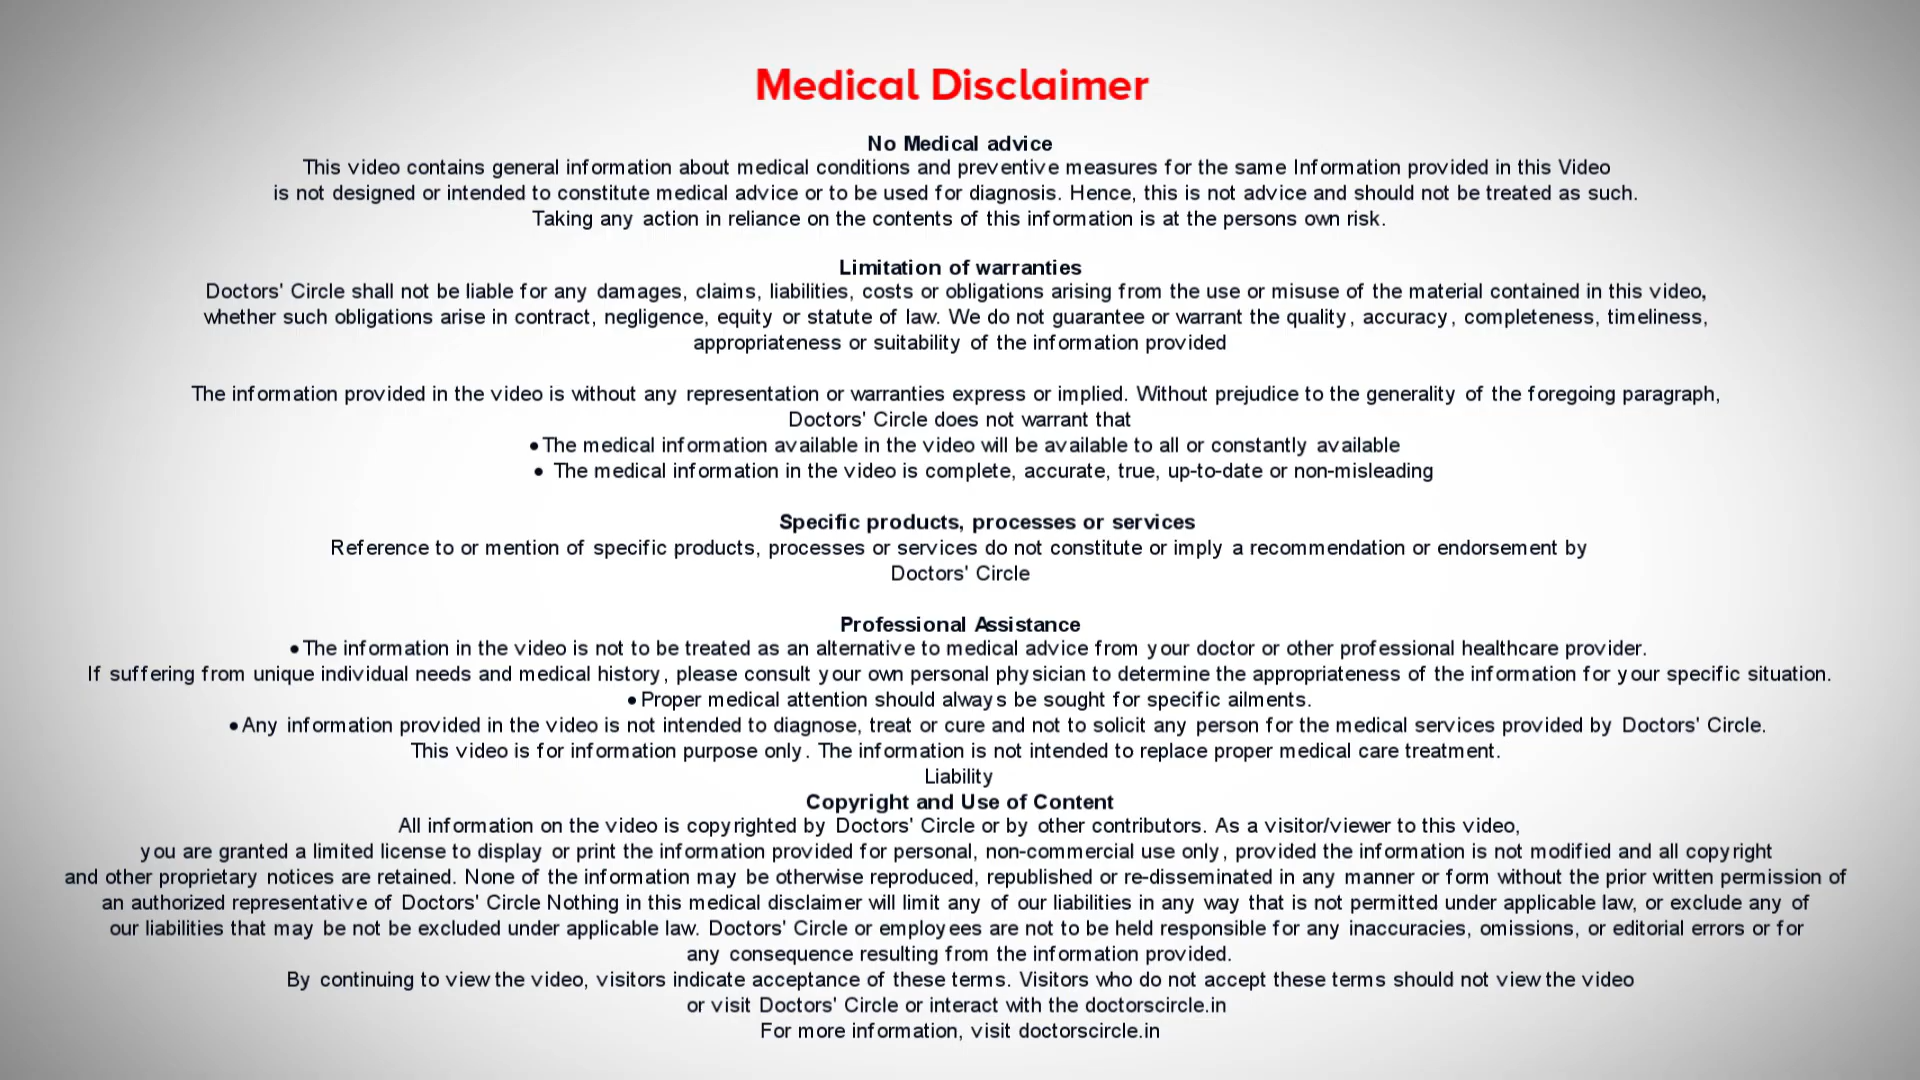 Medical Disclaimer
No Medical advice
This video contains general information about medical conditions and preventive measures for the same Information provided in this Video
is not designed or intended to constitute medical advice or to be used for diagnosis. Hence, this is not advice and should not be treated as such.
Taking any action in reliance on the contents of this information is at the persons own risk.
Limitation of warranties
Doctors' Circle shall not be liable for any damages, claims, liabilities, costs or obligations arising from the use or misuse of the material contained in this video,
whether such obligations arise in contract, negligence, equity or statute of law. We do not guarantee or warrant the quality, accuracy, completeness, timeliness,
appropriateness or suitability of the information provided
The information provided in the video is without any representation or warranties express or implied. Without prejudice to the generality of the foregoing paragraph,
Doctors' Circle does not warrant that
•The medical information available in the video will be available to all or constantly available
• The medical information in the video is complete, accurate, true, up-to-date or non-misleading
Specific products, processes or services
Reference to or mention of specific products, processes or services do not constitute or imply a recommendation or endorsement by
Doctors' Circle
Professional Assistance
•The information in the video is not to be treated as an alternative to medical advice from your doctor or other professional healthcare provider.
If suffering from unique individual needs and medical history, please consult your own personal physician to determine the appropriateness of the information for your specific situation.
•Proper medical attention should always be sought for specific ailments.
•Any information provided in the video is not intended to diagnose, treat or cure and not to solicit any person for the medical services provided by Doctors' Circle.
This video is for information purpose only. The information is not intended to replace proper medical care treatment.
Liability
Copyright and Use of Content
All information on the video is copyrighted by Doctors' Circle or by other contributors. As a visitor/viewer to this video,
you are granted a limited license to display or print the information provided for personal, non-commercial use only, provided the information is not modified and all copyright
and other proprietary notices are retained. None of the information may be otherwise reproduced, republished or re-disseminated in any manner or form without the prior written permission of
an authorized representative of Doctors' Circle Nothing in this medical disclaimer will limit any of our liabilities in any way that is not permitted under applicable law, or exclude any of
our liabilities that may be not be excluded under applicable law. Doctors' Circle or employees are not to be held responsible for any inaccuracies, omissions, or editorial errors or for
any consequence resulting from the information provided.
By continuing to view the video, visitors indicate acceptance of these terms. Visitors who do not accept these terms should not view the video
or visit Doctors' Circle or interact with the doctorscircle.in
For more information, visit doctorscircle.in